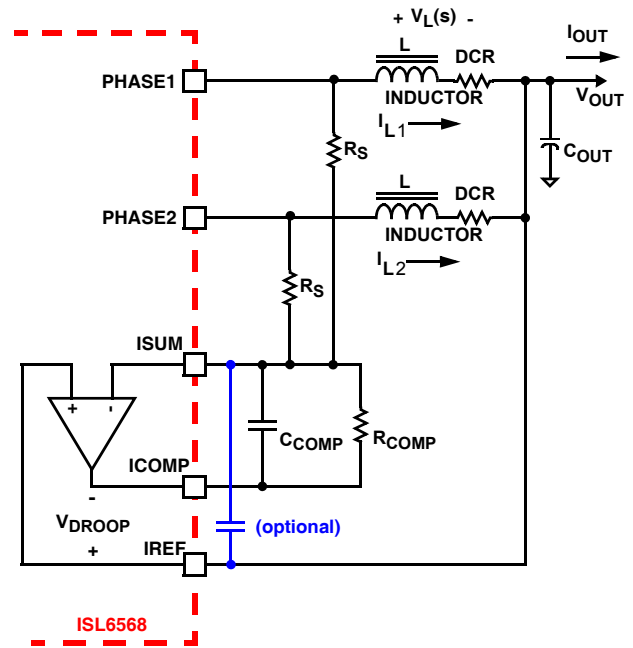 + VL(s) -
IOUT
L
DCR
PHASE1
INDUCTOR
VOUT
IL1
RS
COUT
L
DCR
PHASE2
INDUCTOR
IL2
RS
ISUM
+ -
CCOMP
RCOMP
ICOMP
-
VDROOP
(optional)
+
IREF
ISL6568